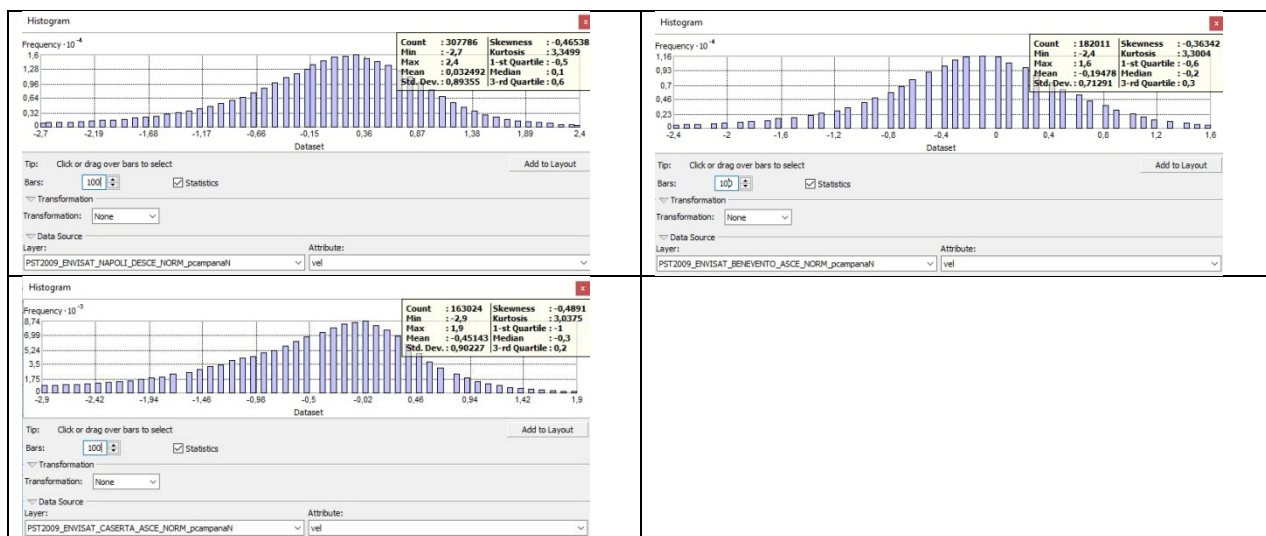 Histogram
x
Frequency · 10 -4
1,6
1,28
0,96
0,64
0,32
0
-2,7 -2,19 -1,68 -1,17 -0,66 -0,15 0,36 0,87 1,38 1,89 2,4
Dataset
Count : 307786 Skewness : -0,46538
Min : -2,7 Kurtosis : 3,3499
Max : 2,4 1-st Quartile : -0,5
Mean : 0,032492 Median : 0,1
Std. Dev. : 0,89355 3-rd Quartile : 0,6
Tip: Click or drag over bars to select Add to Layout
Bars: 100 Statistics
Transformation
Transformation: None
Data Source
Layer: Attribute:
PST2009_ENVISAT_NAPOLI_DESCE_NORM_pcampanaN vel
Histogram
x
Frequency · 10 -4
1,16
0,93
0,7
0,46
0,23
0
-2,4 -2 -1,6 -1,2 -0,8 -0,4 0 0,4 0,8 1,2 1,6
Dataset
Count : 182011 Skewness : -0,36342
Min : -2,4 Kurtosis : 3,3004
Max : 1,6 1-st Quartile : -0,6
Mean : -0,19478 Median : -0,2
Std. Dev. : 0,71291 3-rd Quartile : 0,3
Tip: Click or drag over bars to select Add to Layout
Bars: 100 Statistics
Transformation
Transformation: None
Data Source
Layer: Attribute:
PST2009_ENVISAT_BENEVENTO_ASCE_NORM_pcampanaN vel
Histogram
x
Frequency · 10 -3
8,74
6,99
5,24
3,5
1,75
0
-2,9 -2,42 -1,94 -1,46 -0,98 -0,5 -0,02 0,46 0,94 1,42 1,9
Dataset
Count : 163024 Skewness : -0,4891
Min : -2,9 Kurtosis : 3,0375
Max : 1,9 1-st Quartile : -1
Mean : -0,45143 Median : -0,3
Std. Dev. : 0,90227 3-rd Quartile : 0,2
Tip: Click or drag over bars to select Add to Layout
Bars: 100 Statistics
Transformation
Transformation: None
Data Source
Layer: Attribute:
PST2009_ENVISAT_CASERTA_ASCE_NORM_pcampanaN vel